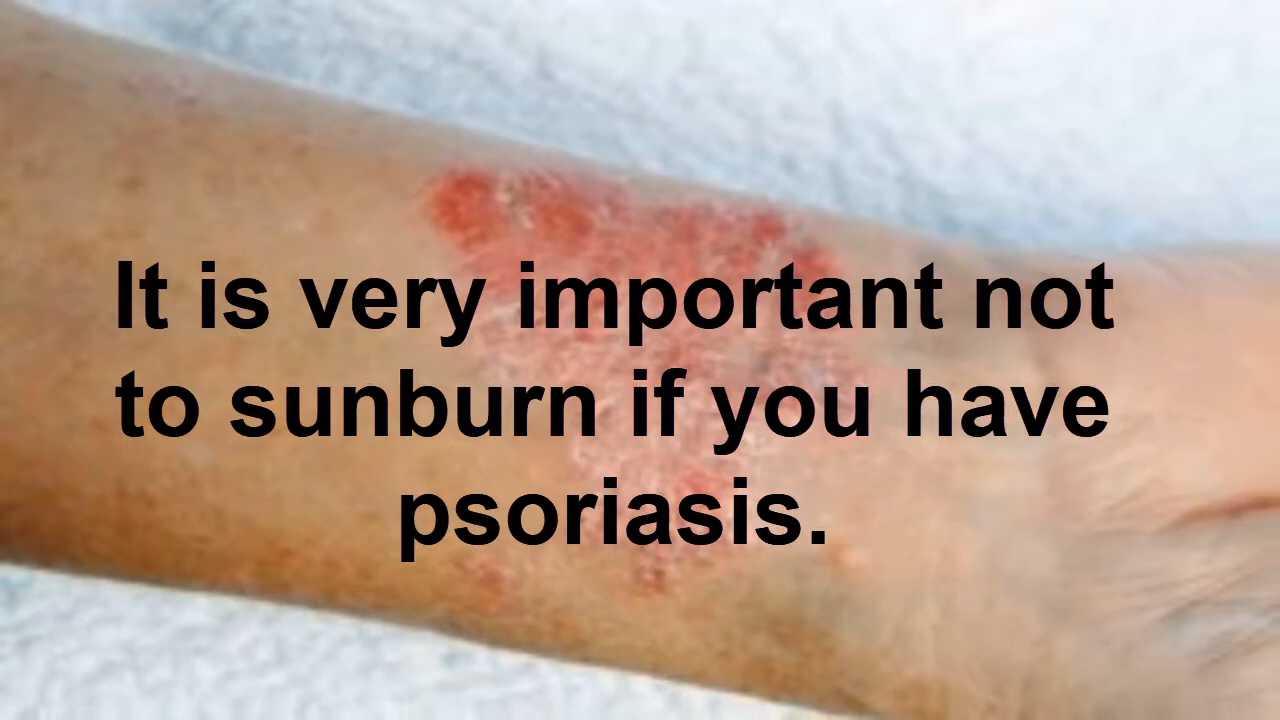 It is very important not
to sunburn if you have
psoriasis.